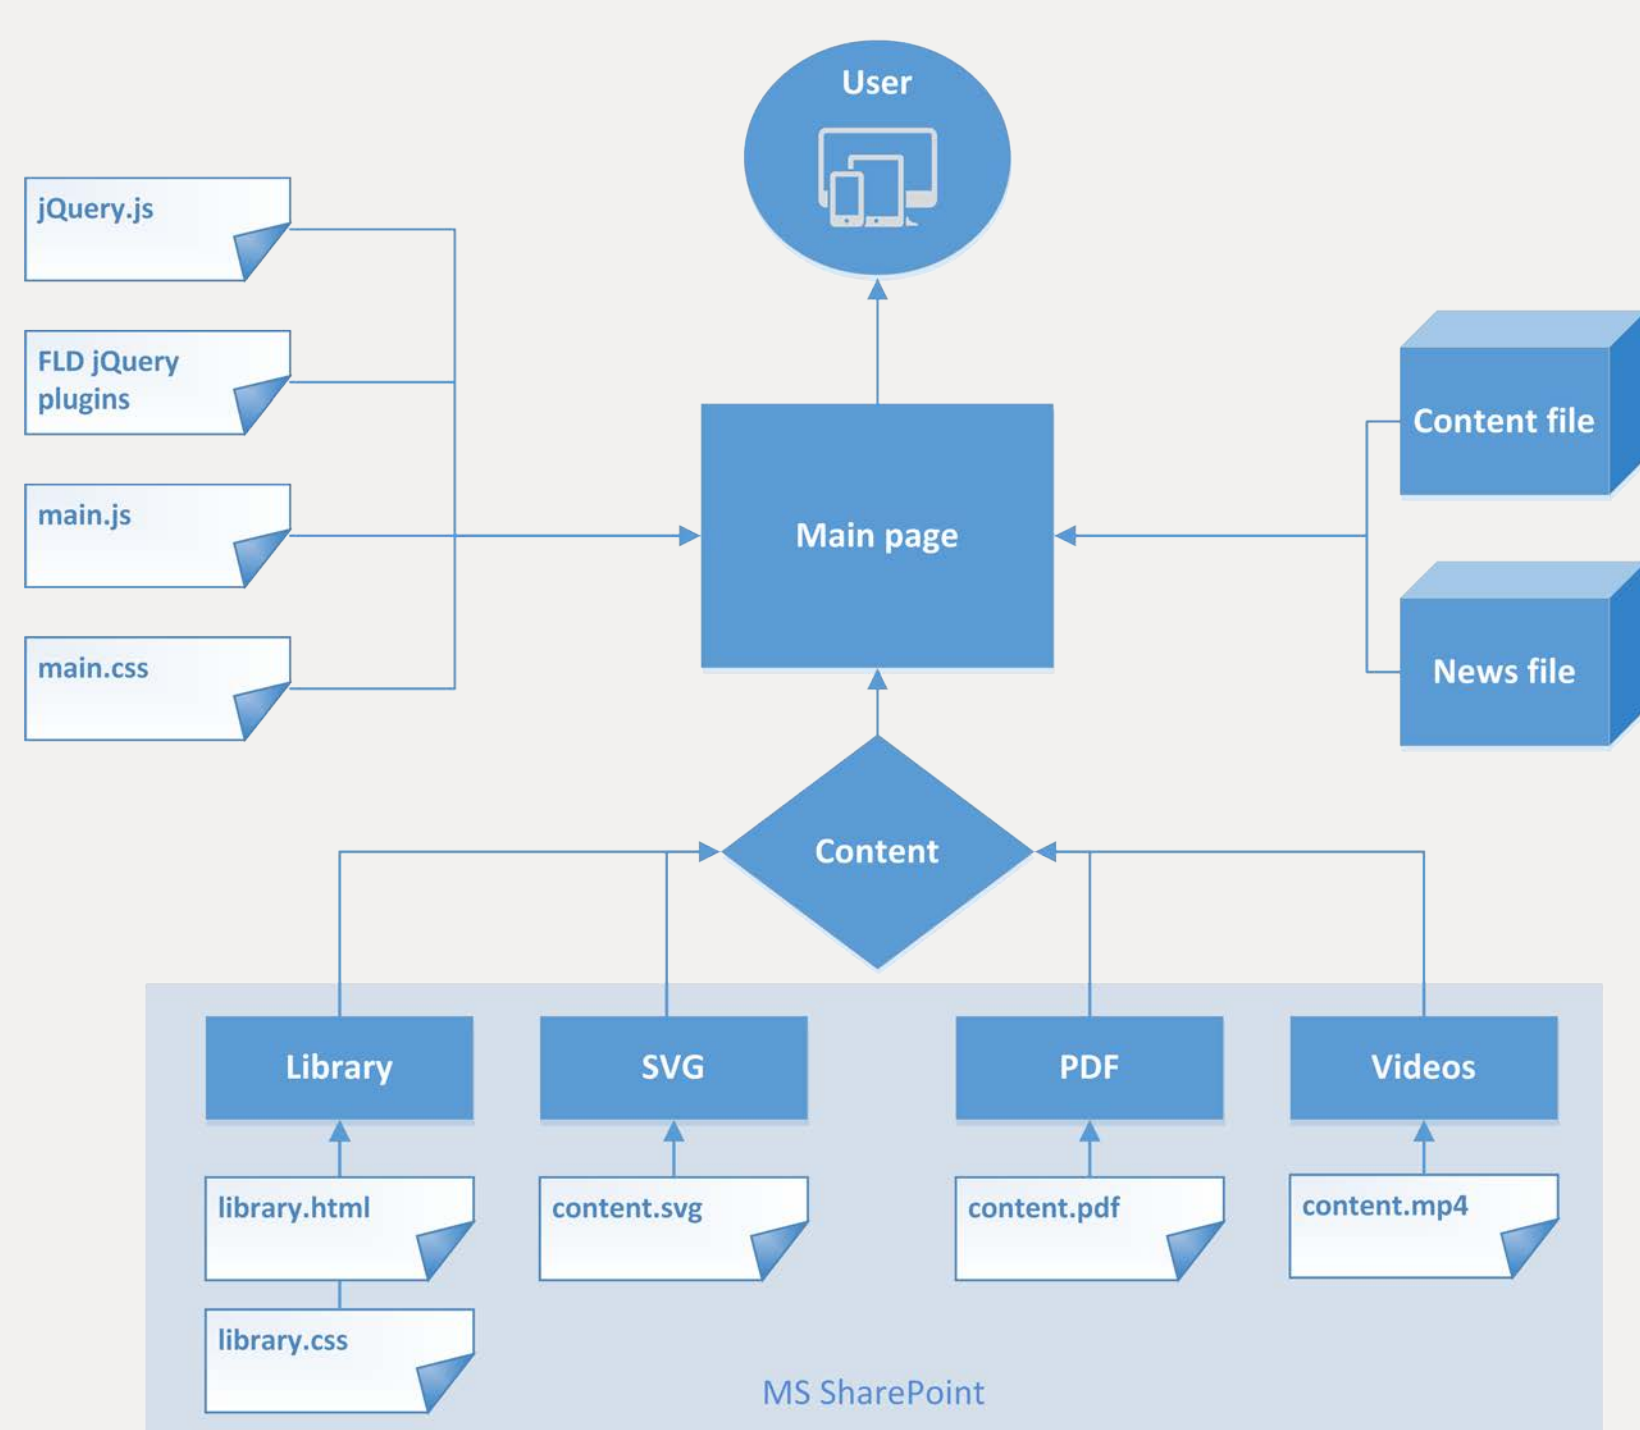 User
jQuery.js
FLD jQuery
plugins
main.js
main.css
Main page
Content file
News file
Content
Library
SVG
PDF
Videos
library.html
content.svg
content.pdf
content.mp4
library.css
MS SharePoint